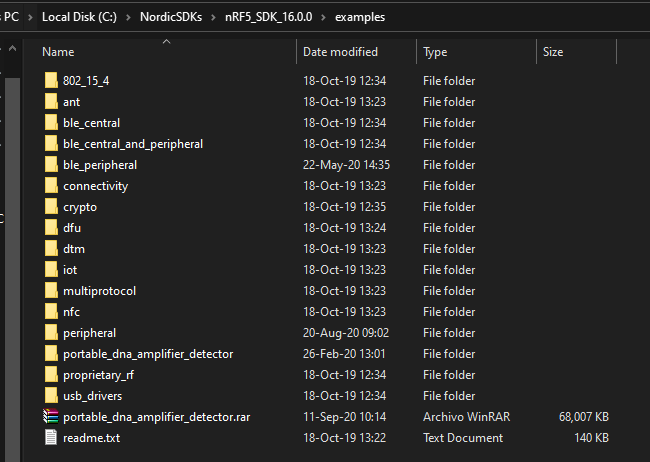 s PC > Local Disk (C:) > NordicSDKs > nRF5_SDK_16.0.0 > examples
Name Date modified Type Size
802_15_4 18-Oct-19 12:34 File folder
ant 18-Oct-19 13:23 File folder
ble_central 18-Oct-19 12:34 File folder
ble_central_and_peripheral 18-Oct-19 12:34 File folder
ble_peripheral 22-May-20 14:35 File folder
connectivity 18-Oct-19 13:23 File folder
crypto 18-Oct-19 12:35 File folder
dfu 18-Oct-19 13:24 File folder
dtm 18-Oct-19 13:23 File folder
iot 18-Oct-19 13:23 File folder
multiprotocol 18-Oct-19 13:23 File folder
nfc 18-Oct-19 13:23 File folder
peripheral 20-Aug-20 09:02 File folder
portable_dna_amplifier_detector 26-Feb-20 13:01 File folder
proprietary_rf 18-Oct-19 12:34 File folder
usb_drivers 18-Oct-19 12:34 File folder
portable_dna_amplifier_detector.rar 11-Sep-20 10:14 Archivo WinRAR 68,007 KB
readme.txt 18-Oct-19 13:22 Text Document 140 KB